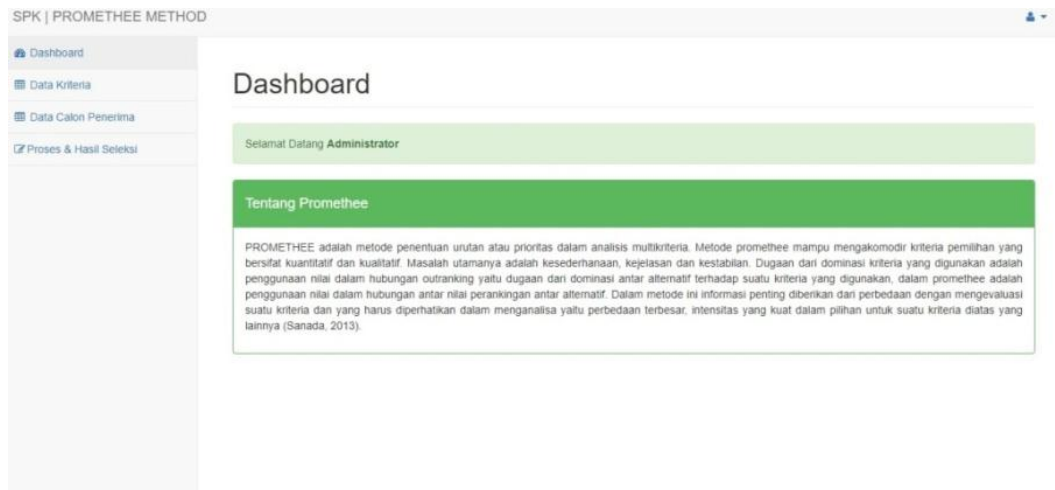 SPK | PROMETHEE METHOD
Dashboard
Data Kriteria
Data Calon Penerima
Proses & Hasil Seleksi
Dashboard
Selamat Datang Administrator
Tentang Promethee
PROMETHEE adalah metode penentuan urutan atau prioritas dalam analisis multikriteria. Metode promethee mampu mengakomodir kriteria pemilihan yang
bersifat kuantitatif dan kualitatif. Masalah utamanya adalah kesederhanaan, kejelasan dan kestabilan. Dugaan dari dominasi kriteria yang digunakan adalah
penggunaan nilai dalam hubungan outranking yaitu dugaan dari dominasi antar alternatif terhadap suatu kriteria yang digunakan, dalam promethee adalah
penggunaan nilai dalam hubungan antar nilai perankingan antar alternatif. Dalam metode ini informasi penting diberikan dari perbedaan dengan mengevaluasi
suatu kriteria dan yang harus diperhatikan dalam menganalisa yaitu perbedaan terbesar, intensitas yang kuat dalam pilihan untuk suatu kriteria diatas yang
lainnya (Sanada, 2013).